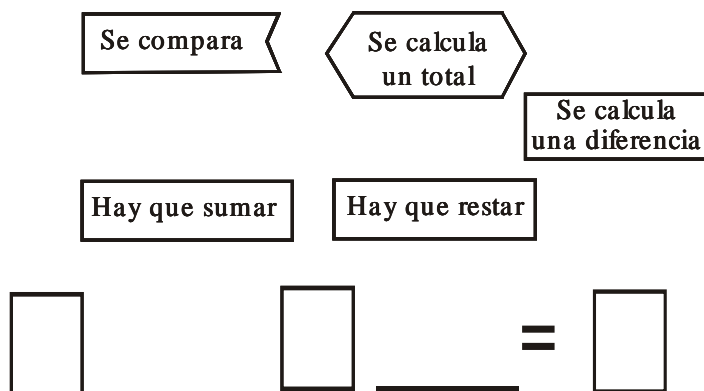 Se compara
Se calcula
un total
Se calcula
una diferencia
Hay que sumar
Hay que restar
=